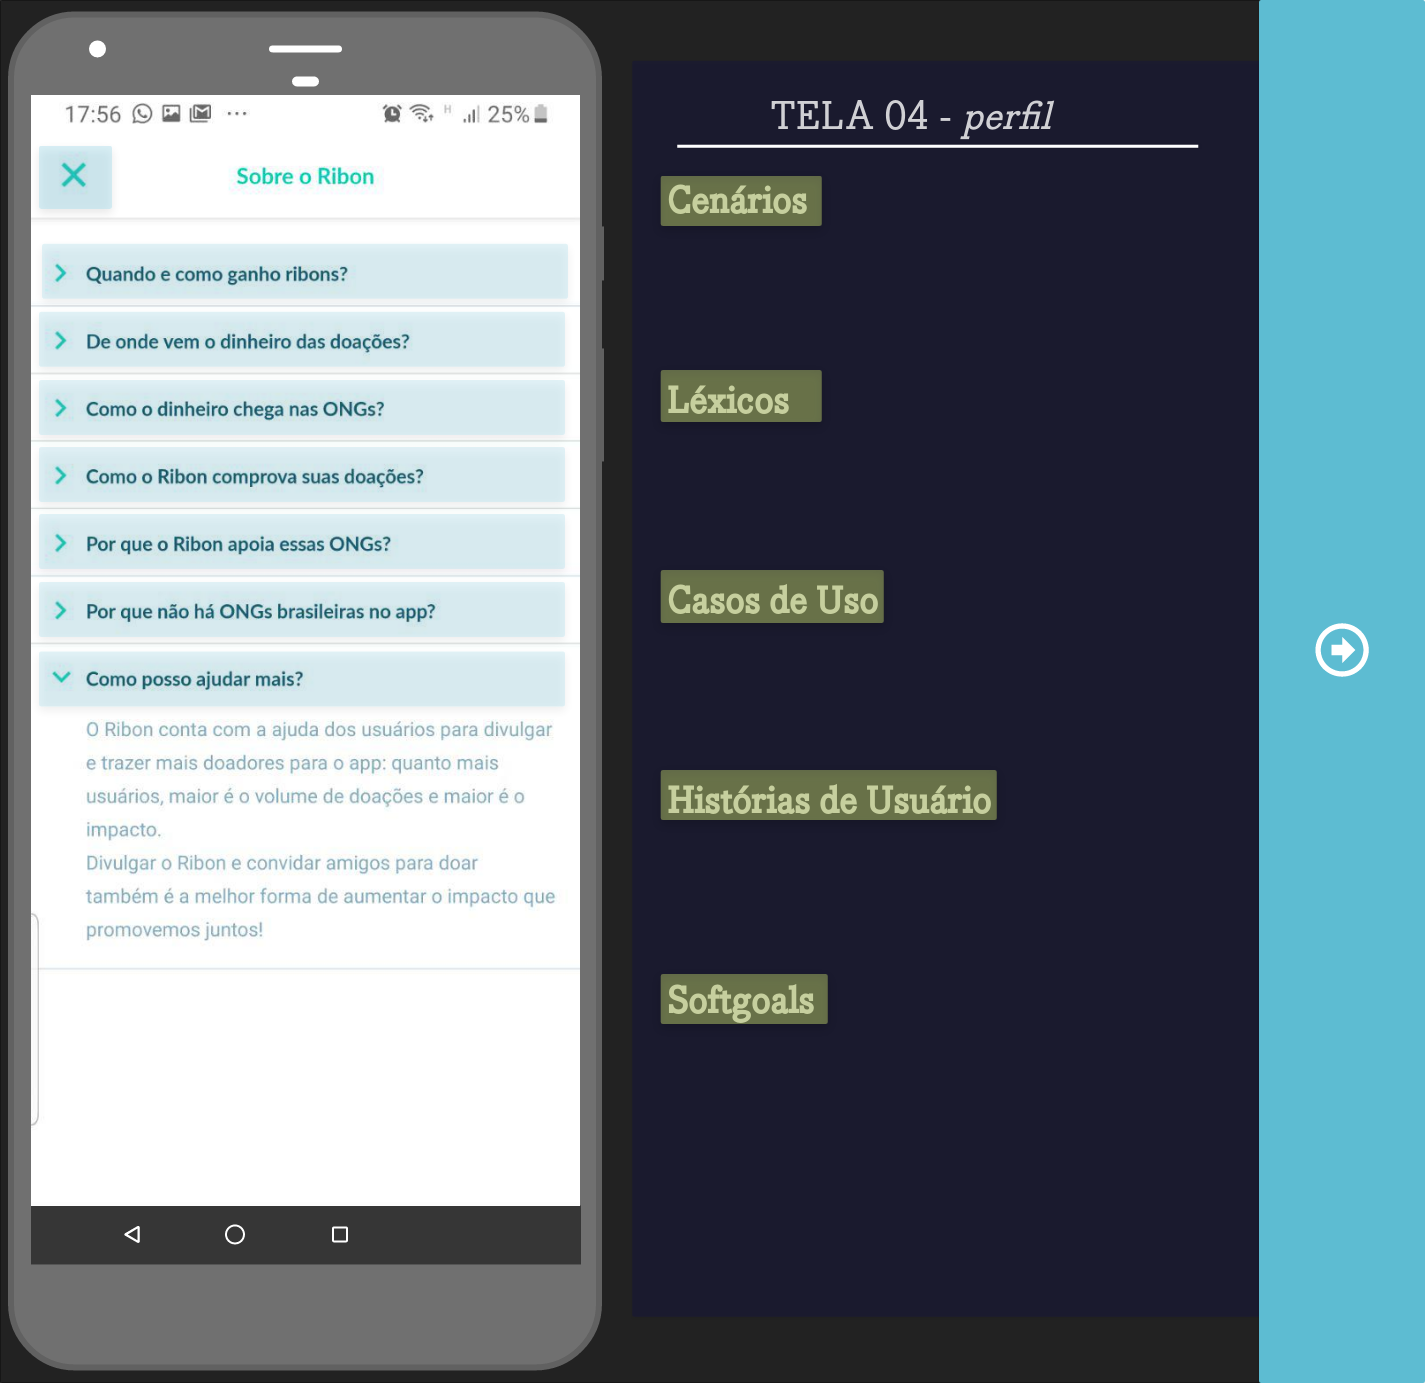 17:56 ... H 25%
Sobre o Ribon
Quando e como ganho ribons?
De onde vem o dinheiro das doações?
Como o dinheiro chega nas ONGs?
Como o Ribon comprova suas doações?
Por que o Ribon apoia essas ONGs?
Por que não há ONGs brasileiras no app?
Como posso ajudar mais?
O Ribon conta com a ajuda dos usuários para divulgar
e trazer mais doadores para o app: quanto mais
usuários, maior é o volume de doações e maior é o
impacto.
Divulgar o Ribon e convidar amigos para doar
também é a melhor forma de aumentar o impacto que
promovemos juntos!
TELA 04 - perfil
Cenários
Léxicos
Casos de Uso
Histórias de Usuário
Softgoals